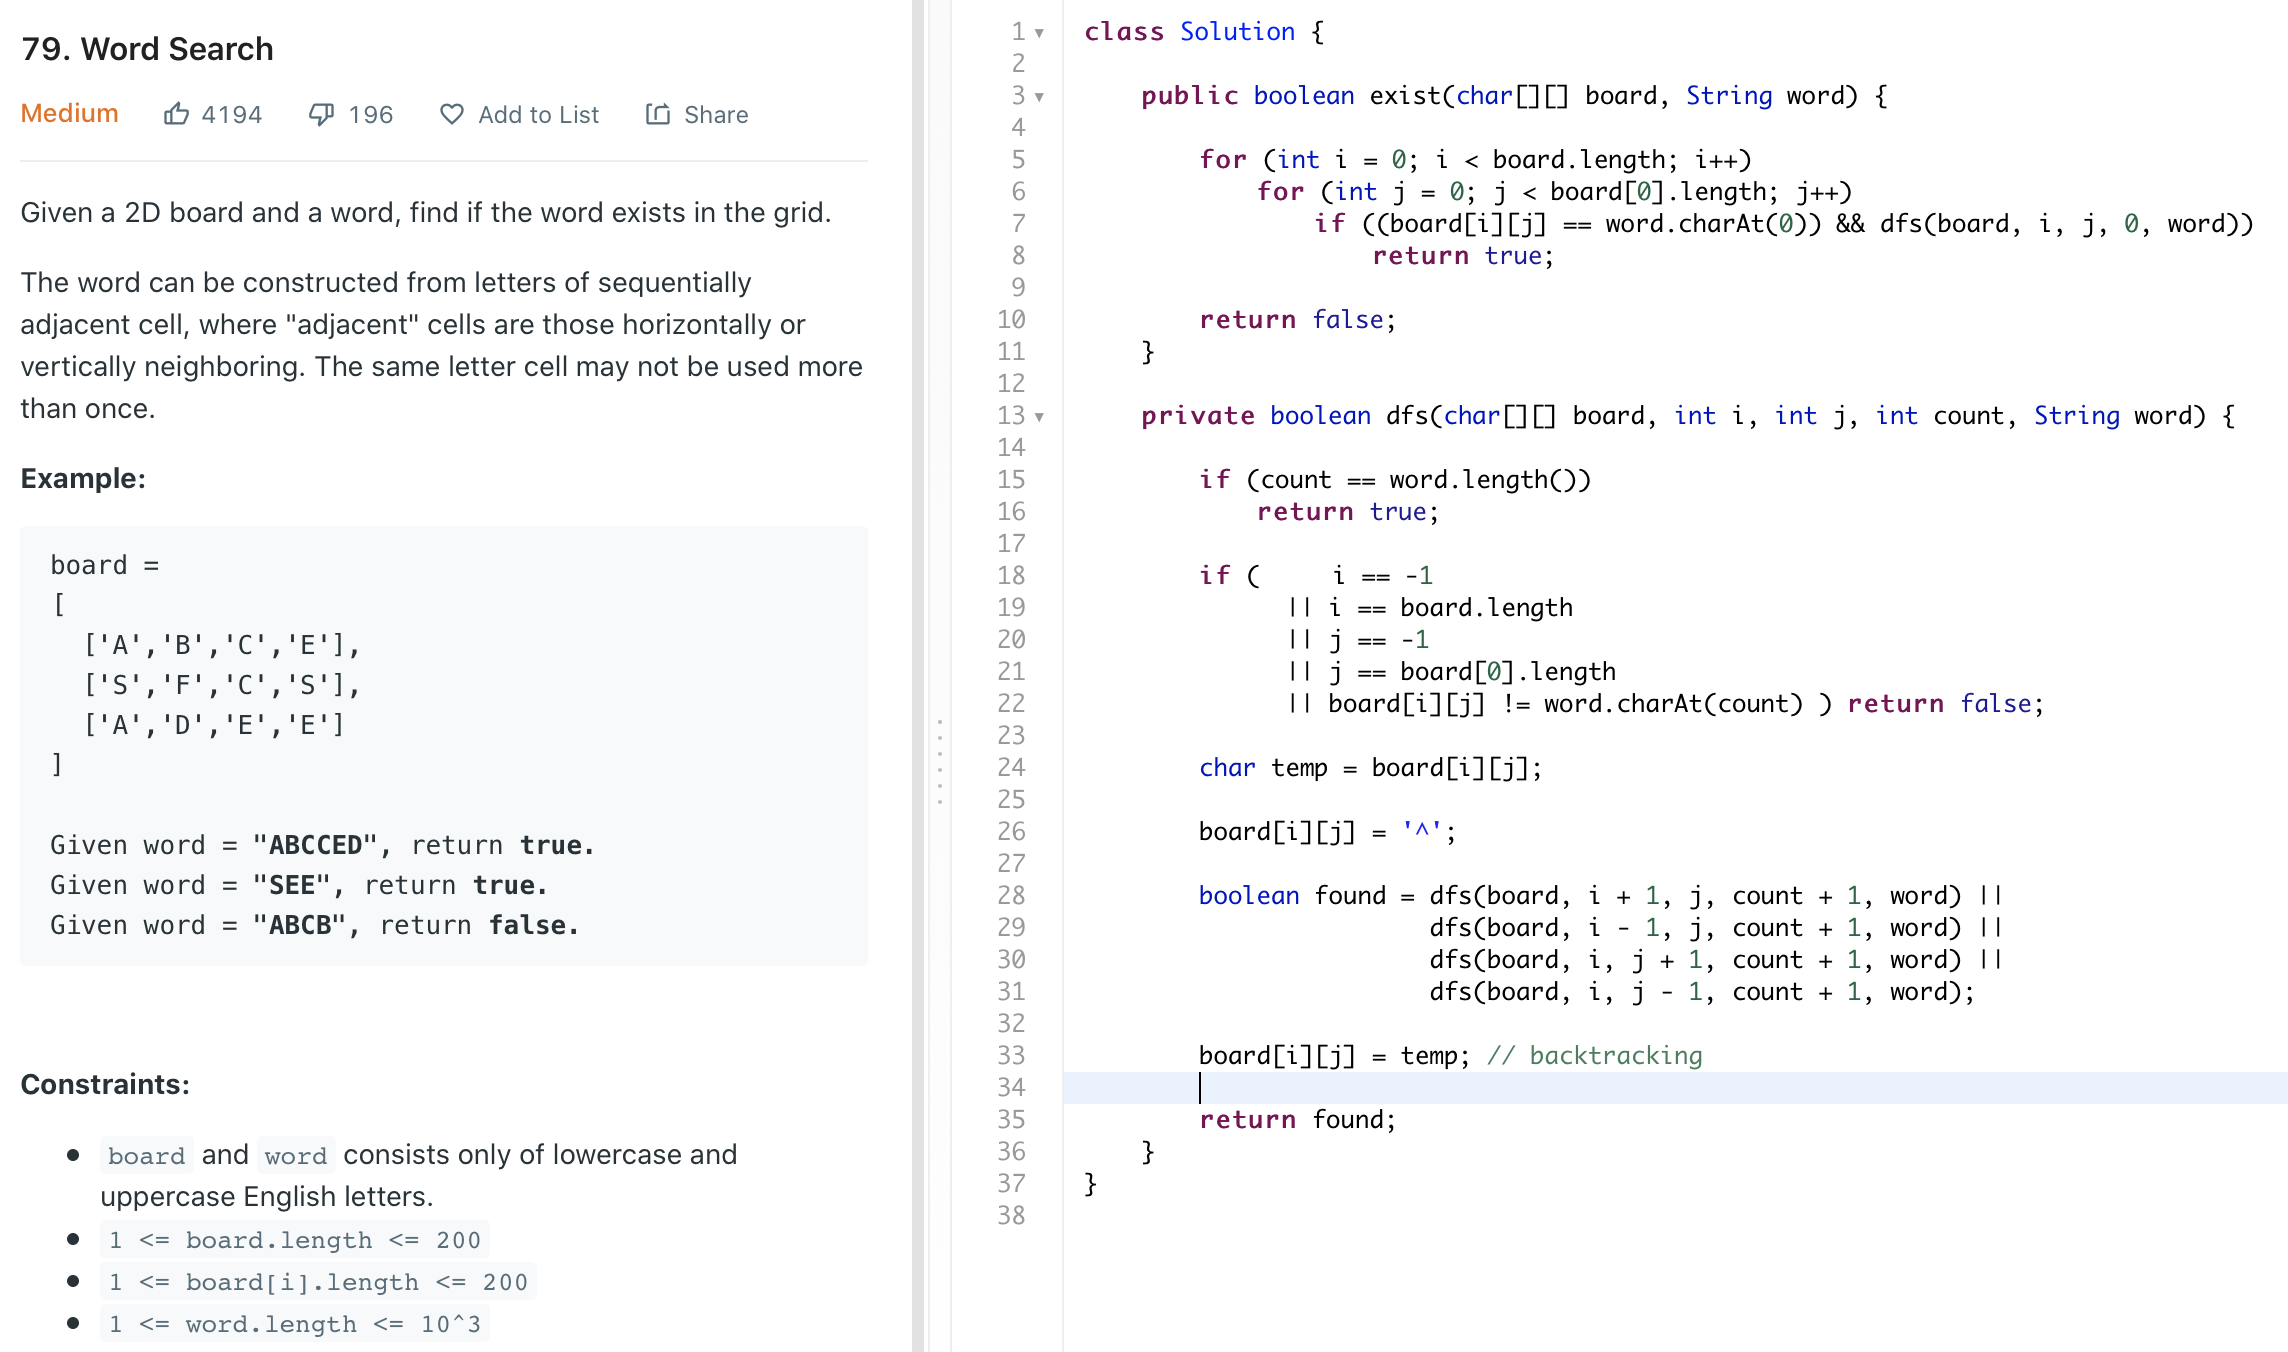 79. Word Search
Medium 4194 196 Add to List Share
Given a 2D board and a word, find if the word exists in the grid.
The word can be constructed from letters of sequentially
adjacent cell, where "adjacent" cells are those horizontally or
vertically neighboring. The same letter cell may not be used more
than once.
Example:
board =
[
  ['A','B','C','E'],
  ['S','F','C','S'],
  ['A','D','E','E']
]
Given word = "ABCCED", return true.
Given word = "SEE", return true.
Given word = "ABCB", return false.
Constraints:
• board and word consists only of lowercase and
uppercase English letters.
• 1 <= board.length <= 200
• 1 <= board[i].length <= 200
• 1 <= word.length <= 10^3
1 class Solution {
2
3     public boolean exist(char[][] board, String word) {
4
5         for (int i = 0; i < board.length; i++)
6             for (int j = 0; j < board[0].length; j++)
7                 if ((board[i][j] == word.charAt(0)) && dfs(board, i, j, 0, word))
8                     return true;
9
10         return false;
11     }
12
13     private boolean dfs(char[][] board, int i, int j, int count, String word) {
14
15         if (count == word.length())
16             return true;
17
18         if (     i == -1
19               || i == board.length
20               || j == -1
21               || j == board[0].length
22               || board[i][j] != word.charAt(count) ) return false;
23
24         char temp = board[i][j];
25
26         board[i][j] = '^';
27
28         boolean found = dfs(board, i + 1, j, count + 1, word) ||
29                         dfs(board, i - 1, j, count + 1, word) ||
30                         dfs(board, i, j + 1, count + 1, word) ||
31                         dfs(board, i, j - 1, count + 1, word);
32
33         board[i][j] = temp; // backtracking
34
35         return found;
36     }
37 }
38